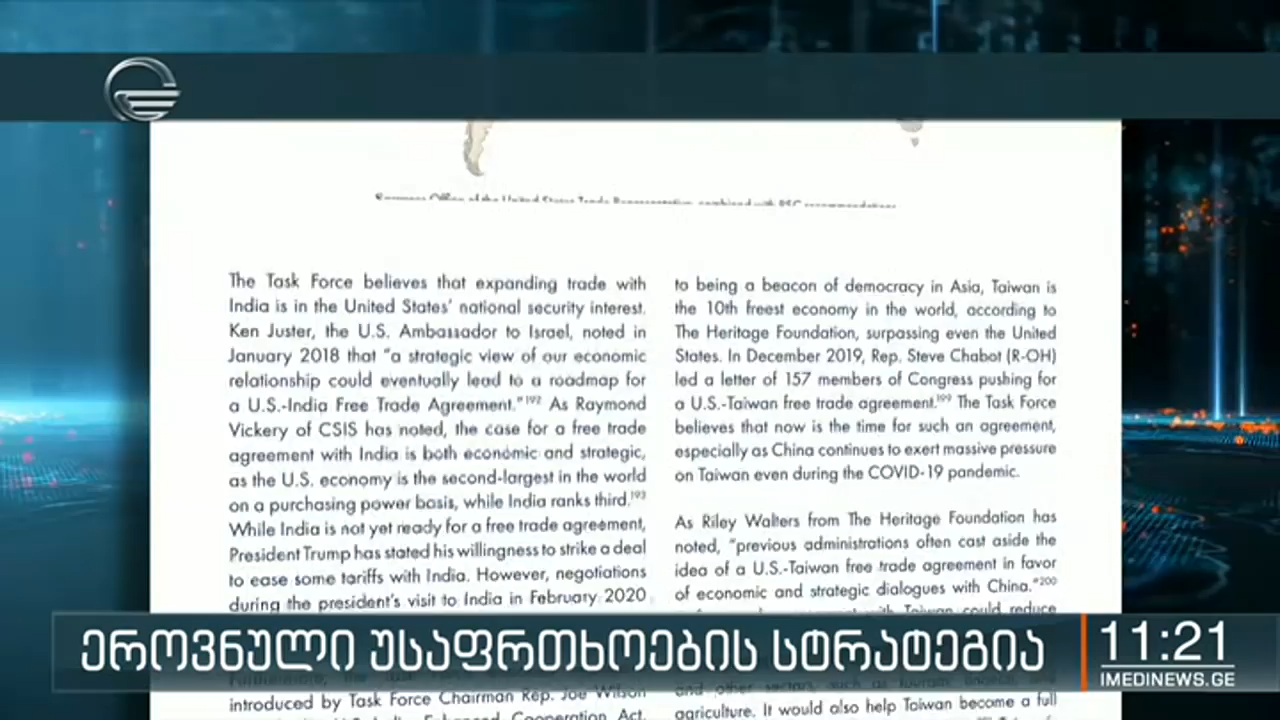 The Task Force believes that expanding trade with
India is in the United States' national security interest.
Ken Juster, the U.S. Ambassador to Israel, noted in
January 2018 that "a strategic view of our economic
relationship could eventually lead to a roadmap for
a U.S.-India Free Trade Agreement."192 As Raymond
Vickery of CSIS has noted, the case for a free trade
agreement with India is both economic and strategic,
as the U.S. economy is the second-largest in the world
on a purchasing power basis, while India ranks third.193
While India is not yet ready for a free trade agreement,
President Trump has stated his willingness to strike a deal
to ease some tariffs with India. However, negotiations
during the president's visit to India in February 2020
introduced by Task Force Chairman Rep. Joe Wilson
Cooperation Act,
to being a beacon of democracy in Asia, Taiwan is
the 10th freest economy in the world, according to
The Heritage Foundation, surpassing even the United
States. In December 2019, Rep. Steve Chabot (R-OH)
led a letter of 157 members of Congress pushing for
a U.S.-Taiwan free trade agreement.199 The Task Force
believes that now is the time for such an agreement,
especially as China continues to exert massive pressure
on Taiwan even during the COVID-19 pandemic.
As Riley Walters from The Heritage Foundation has
noted, "previous administrations often cast aside the
idea of a U.S.-Taiwan free trade agreement in favor
of economic and strategic dialogues with China."200
with Taiwan could reduce
agriculture. It would also help Taiwan become a full
ეროვნული უსაფრთხოების სტრატეგია
11:21
IMEDINEWS.GE